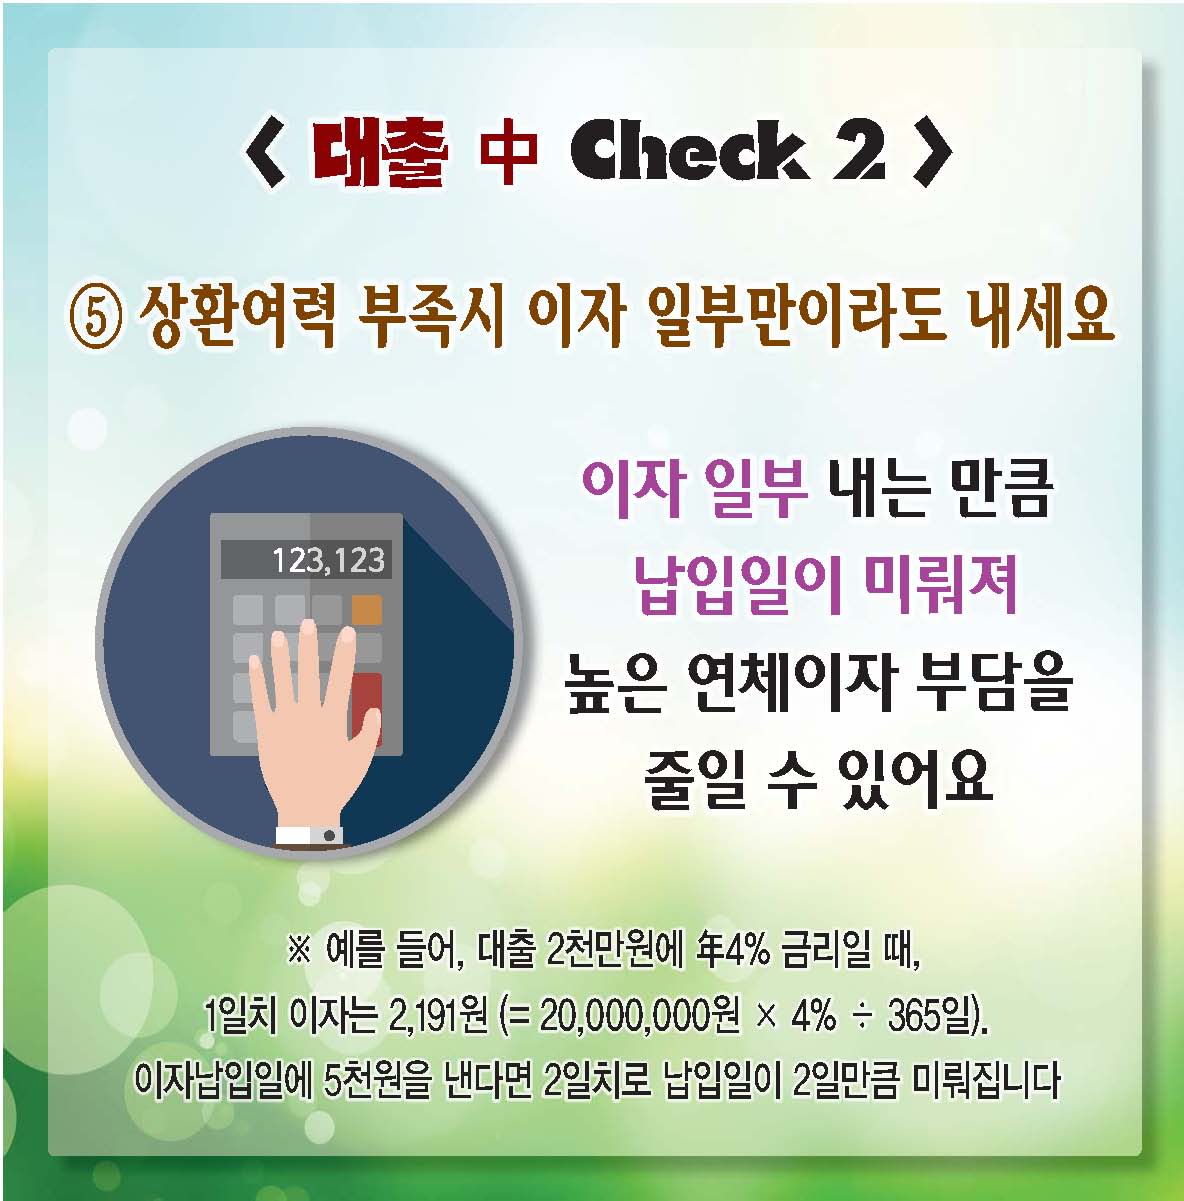 < 대출 中 Check 2 >
⑤ 상환여력 부족시 이자 일부만이라도 내세요
이자 일부 내는 만큼
납입일이 미뤄져
높은 연체이자 부담을
줄일 수 있어요
123,123
※ 예를 들어, 대출 2천만원에 年4% 금리일 때,
1일치 이자는 2,191원 (= 20,000,000원 × 4% ÷ 365일).
이자납입일에 5천원을 낸다면 2일치로 납입일이 2일만큼 미뤄집니다